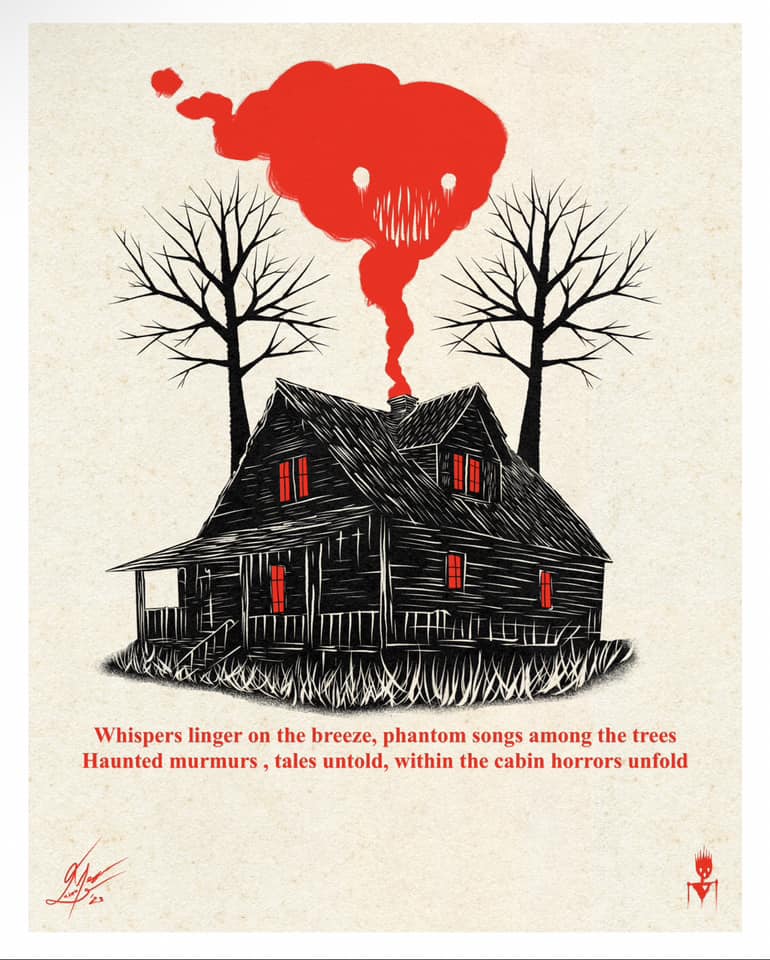 Whispers linger on the breeze, phantom songs among the trees
Haunted murmurs , tales untold, within the cabin horrors unfold
'23